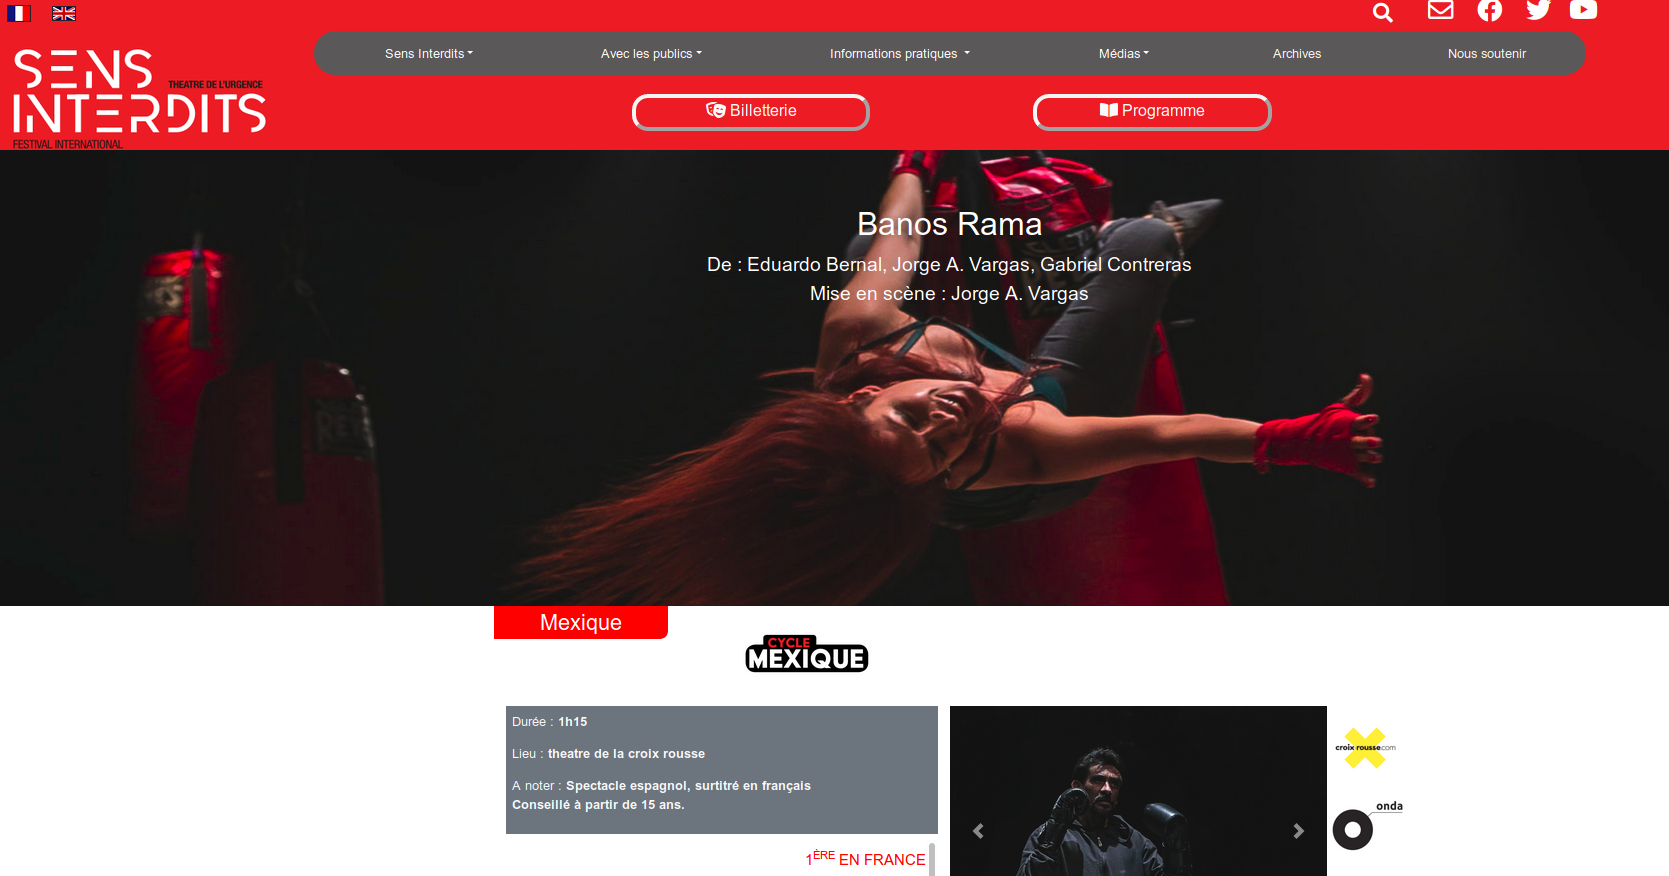 Sens Interdits
Avec les publics
Informations pratiques
Médias
Archives
Nous soutenir
SENS
THEATRE DE L'URGENCE
INTERDITS
FESTIVAL INTERNATIONAL
Billetterie
Programme
Banos Rama
De : Eduardo Bernal, Jorge A. Vargas, Gabriel Contreras
Mise en scène : Jorge A. Vargas
Mexique
CYCLE
MEXIQUE
Durée : 1h15
Lieu : theatre de la croix rousse
A noter : Spectacle espagnol, surtitré en français
Conseillé à partir de 15 ans.
1ÈRE EN FRANCE
croix rousse.com
onda